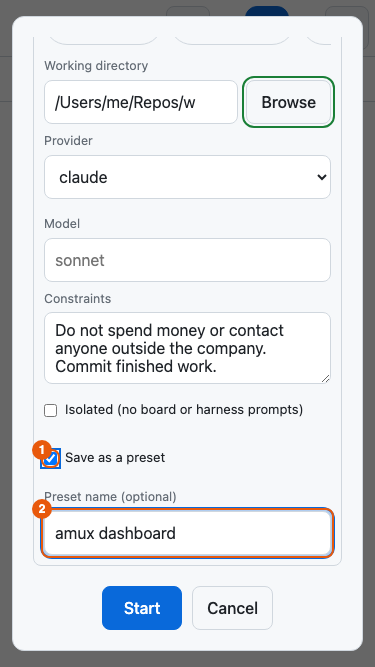 Working directory
/Users/me/Repos/w
Browse
Provider
claude
Model
sonnet
Constraints
Do not spend money or contact
anyone outside the company.
Commit finished work.
Isolated (no board or harness prompts)
1
Save as a preset
Preset name (optional)
2
amux dashboard
Start
Cancel